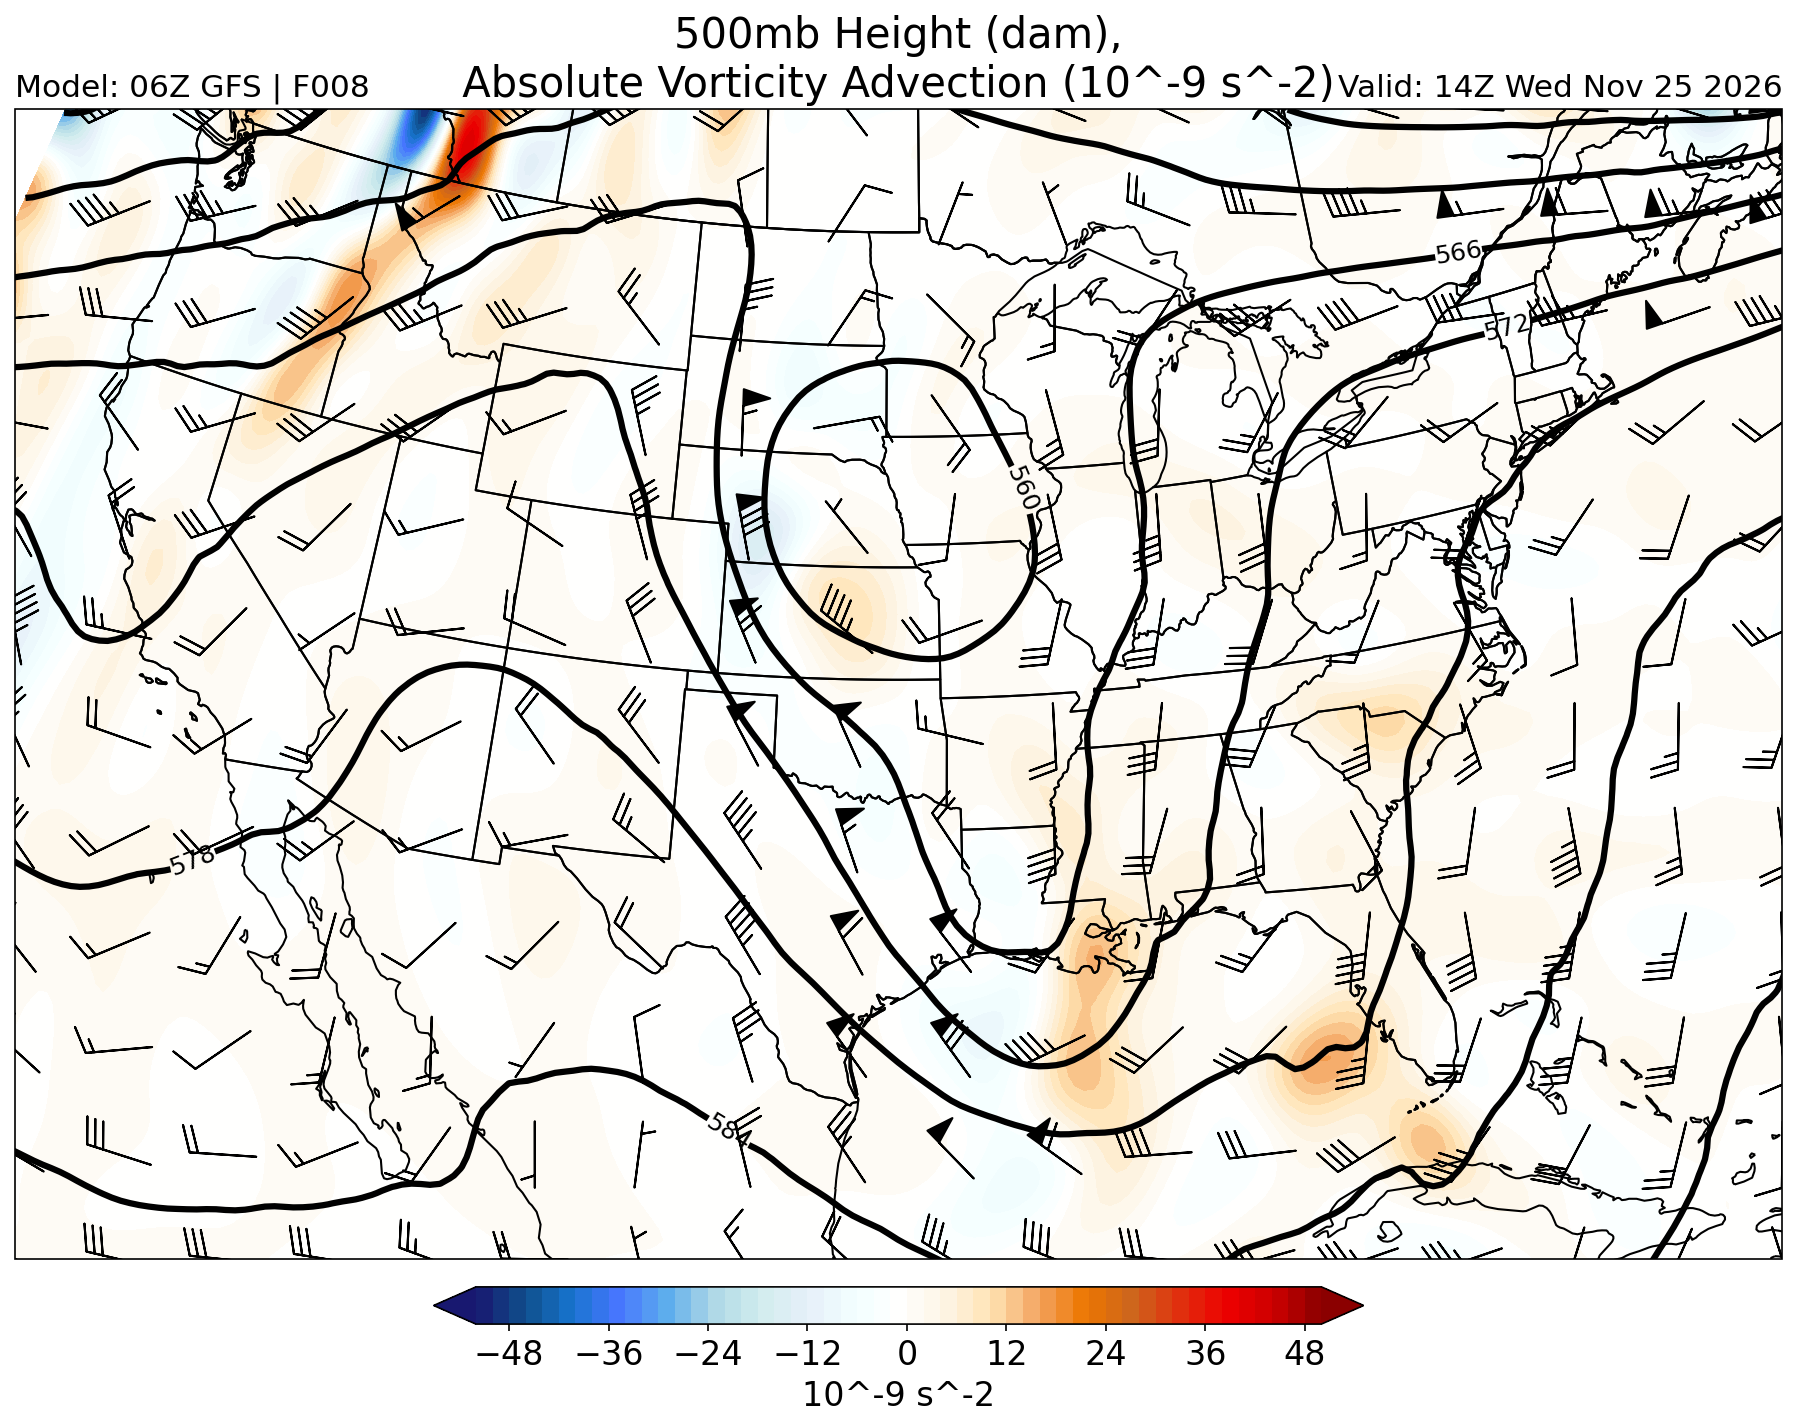 500mb Height (dam),
Model: 06Z GFS | F008
Absolute Vorticity Advection (10^-9 s^-2)
Valid: 14Z Wed Nov 25 2026
566
572
560
578
584
−48 −36 −24 −12 0 12 24 36 48
10^-9 s^-2